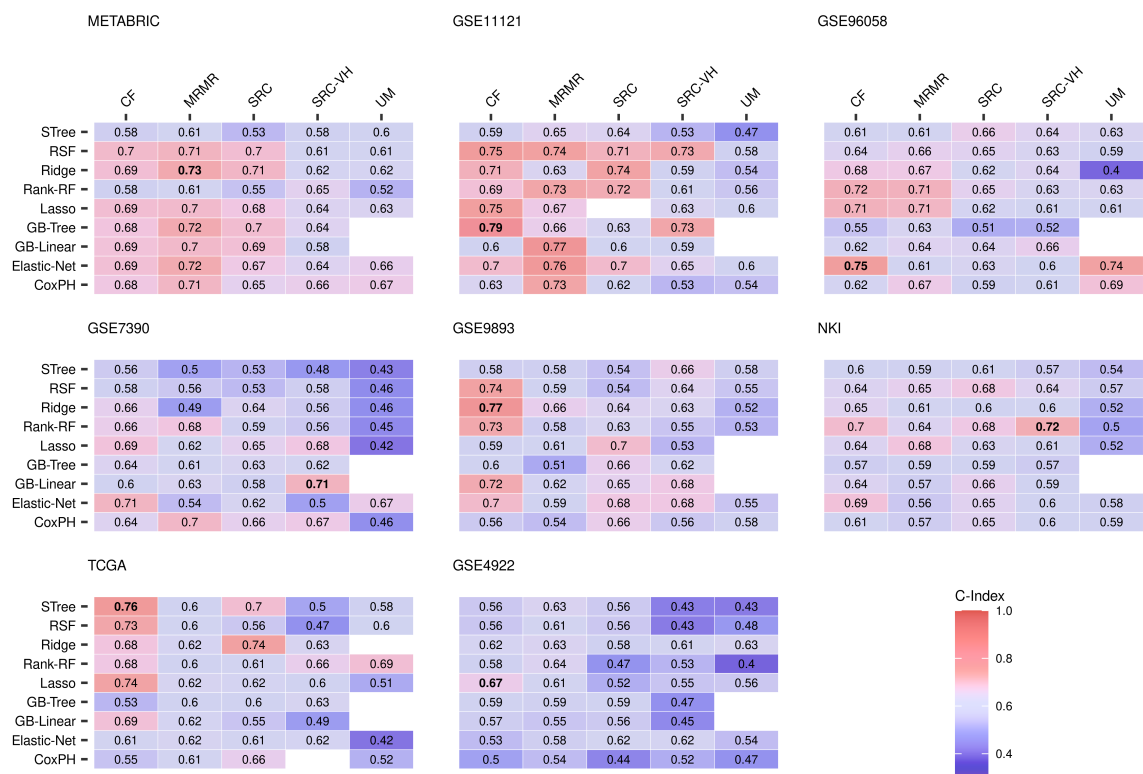 METABRIC GSE11121 GSE96058
CF MRMR SRC SRC-VH UM CF MRMR SRC SRC-VH UM CF MRMR SRC SRC-VH UM
STree 0.58 0.61 0.53 0.58 0.6 0.59 0.65 0.64 0.53 0.47 0.61 0.61 0.66 0.64 0.63
RSF 0.7 0.71 0.7 0.61 0.61 0.75 0.74 0.71 0.73 0.58 0.64 0.66 0.65 0.63 0.59
Ridge 0.69 0.73 0.71 0.62 0.62 0.71 0.63 0.74 0.59 0.54 0.68 0.67 0.62 0.64 0.4
Rank-RF 0.58 0.61 0.55 0.65 0.52 0.69 0.73 0.72 0.61 0.56 0.72 0.71 0.65 0.63 0.63
Lasso 0.69 0.7 0.68 0.64 0.63 0.75 0.67 0.63 0.6 0.71 0.71 0.62 0.61 0.61
GB-Tree 0.68 0.72 0.7 0.64 0.79 0.66 0.63 0.73 0.55 0.63 0.51 0.52
GB-Linear 0.69 0.7 0.69 0.58 0.6 0.77 0.6 0.59 0.62 0.64 0.64 0.66
Elastic-Net 0.69 0.72 0.67 0.64 0.66 0.7 0.76 0.7 0.65 0.6 0.75 0.61 0.63 0.6 0.74
CoxPH 0.68 0.71 0.65 0.66 0.67 0.63 0.73 0.62 0.53 0.54 0.62 0.67 0.59 0.61 0.69
GSE7390 GSE9893 NKI
STree 0.56 0.5 0.53 0.48 0.43 0.58 0.58 0.54 0.66 0.58 0.6 0.59 0.61 0.57 0.54
RSF 0.58 0.56 0.53 0.58 0.46 0.74 0.59 0.54 0.64 0.55 0.64 0.65 0.68 0.64 0.57
Ridge 0.66 0.49 0.64 0.56 0.46 0.77 0.66 0.64 0.63 0.52 0.65 0.61 0.6 0.6 0.52
Rank-RF 0.66 0.68 0.59 0.56 0.45 0.73 0.58 0.63 0.55 0.53 0.7 0.64 0.68 0.72 0.5
Lasso 0.69 0.62 0.65 0.68 0.42 0.59 0.61 0.7 0.53 0.64 0.68 0.63 0.61 0.52
GB-Tree 0.64 0.61 0.63 0.62 0.6 0.51 0.66 0.62 0.57 0.59 0.59 0.57
GB-Linear 0.6 0.63 0.58 0.71 0.72 0.62 0.65 0.68 0.64 0.57 0.66 0.59
Elastic-Net 0.71 0.54 0.62 0.5 0.67 0.7 0.59 0.68 0.68 0.55 0.69 0.56 0.65 0.6 0.58
CoxPH 0.64 0.7 0.66 0.67 0.46 0.56 0.54 0.66 0.56 0.58 0.61 0.57 0.65 0.6 0.59
TCGA GSE4922
STree 0.76 0.6 0.7 0.5 0.58 0.56 0.63 0.56 0.43 0.43
RSF 0.73 0.6 0.56 0.47 0.6 0.56 0.61 0.56 0.43 0.48
Ridge 0.68 0.62 0.74 0.63 0.62 0.63 0.58 0.61 0.63
Rank-RF 0.68 0.6 0.61 0.66 0.69 0.58 0.64 0.47 0.53 0.4
Lasso 0.74 0.62 0.62 0.6 0.51 0.67 0.61 0.52 0.55 0.56
GB-Tree 0.53 0.6 0.6 0.63 0.59 0.59 0.59 0.47
GB-Linear 0.69 0.62 0.55 0.49 0.57 0.55 0.56 0.45
Elastic-Net 0.61 0.62 0.61 0.62 0.42 0.53 0.58 0.62 0.62 0.54
CoxPH 0.55 0.61 0.66 0.52 0.5 0.54 0.44 0.52 0.47
C-Index
1.0
0.8
0.6
0.4